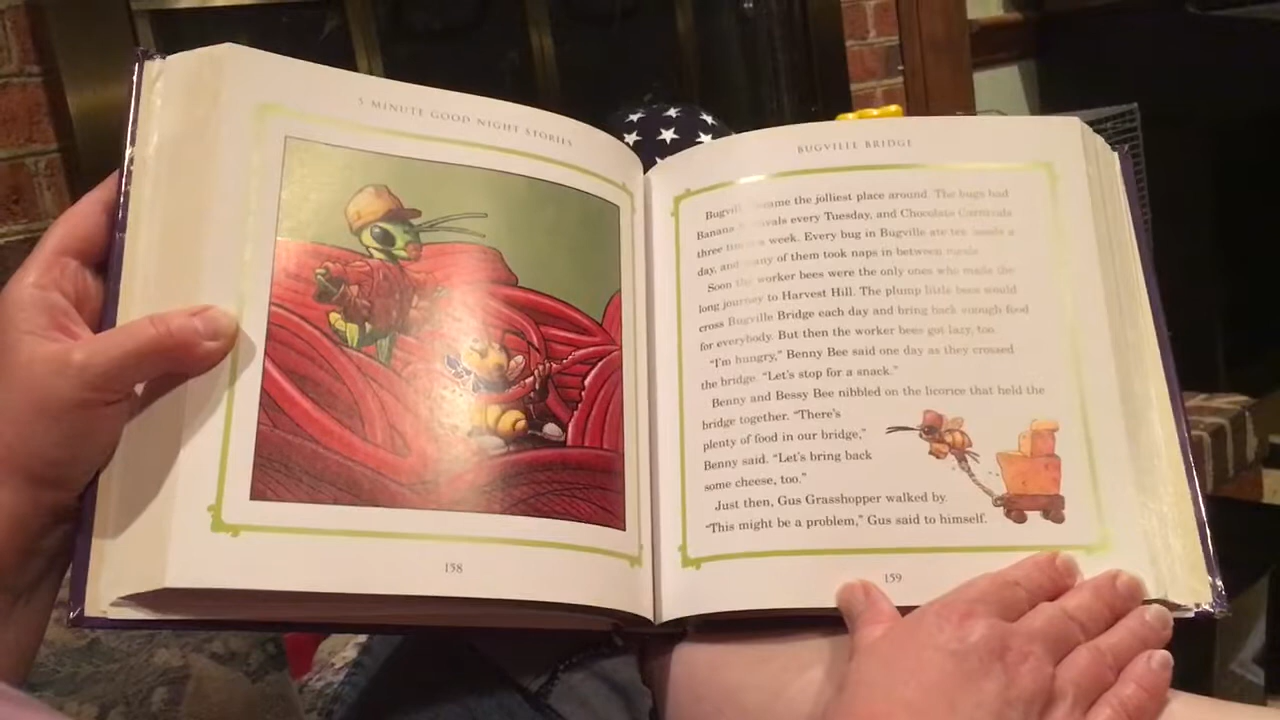 5 MINUTE GOOD NIGHT STORIES
158
BUGVILLE BRIDGE
the jolliest place around. The bugs had
Banana every Tuesday, and Chocolate Carnivals
three a week. Every bug in Bugville ate ten meals a
day, and many of them took naps in between meals.
Soon the worker bees were the only ones who made the
long journey to Harvest Hill. The plump little bees would
cross Bugville Bridge each day and bring back enough food
for everybody. But then the worker bees got lazy, too.
"I'm hungry," Benny Bee said one day as they crossed
the bridge. "Let's stop for a snack."
Benny and Bessy Bee nibbled on the licorice that held the
bridge together. "There's
plenty of food in our bridge,"
Benny said. "Let's bring back
some cheese, too."
Just then, Gus Grasshopper walked by.
"This might be a problem," Gus said to himself.
159